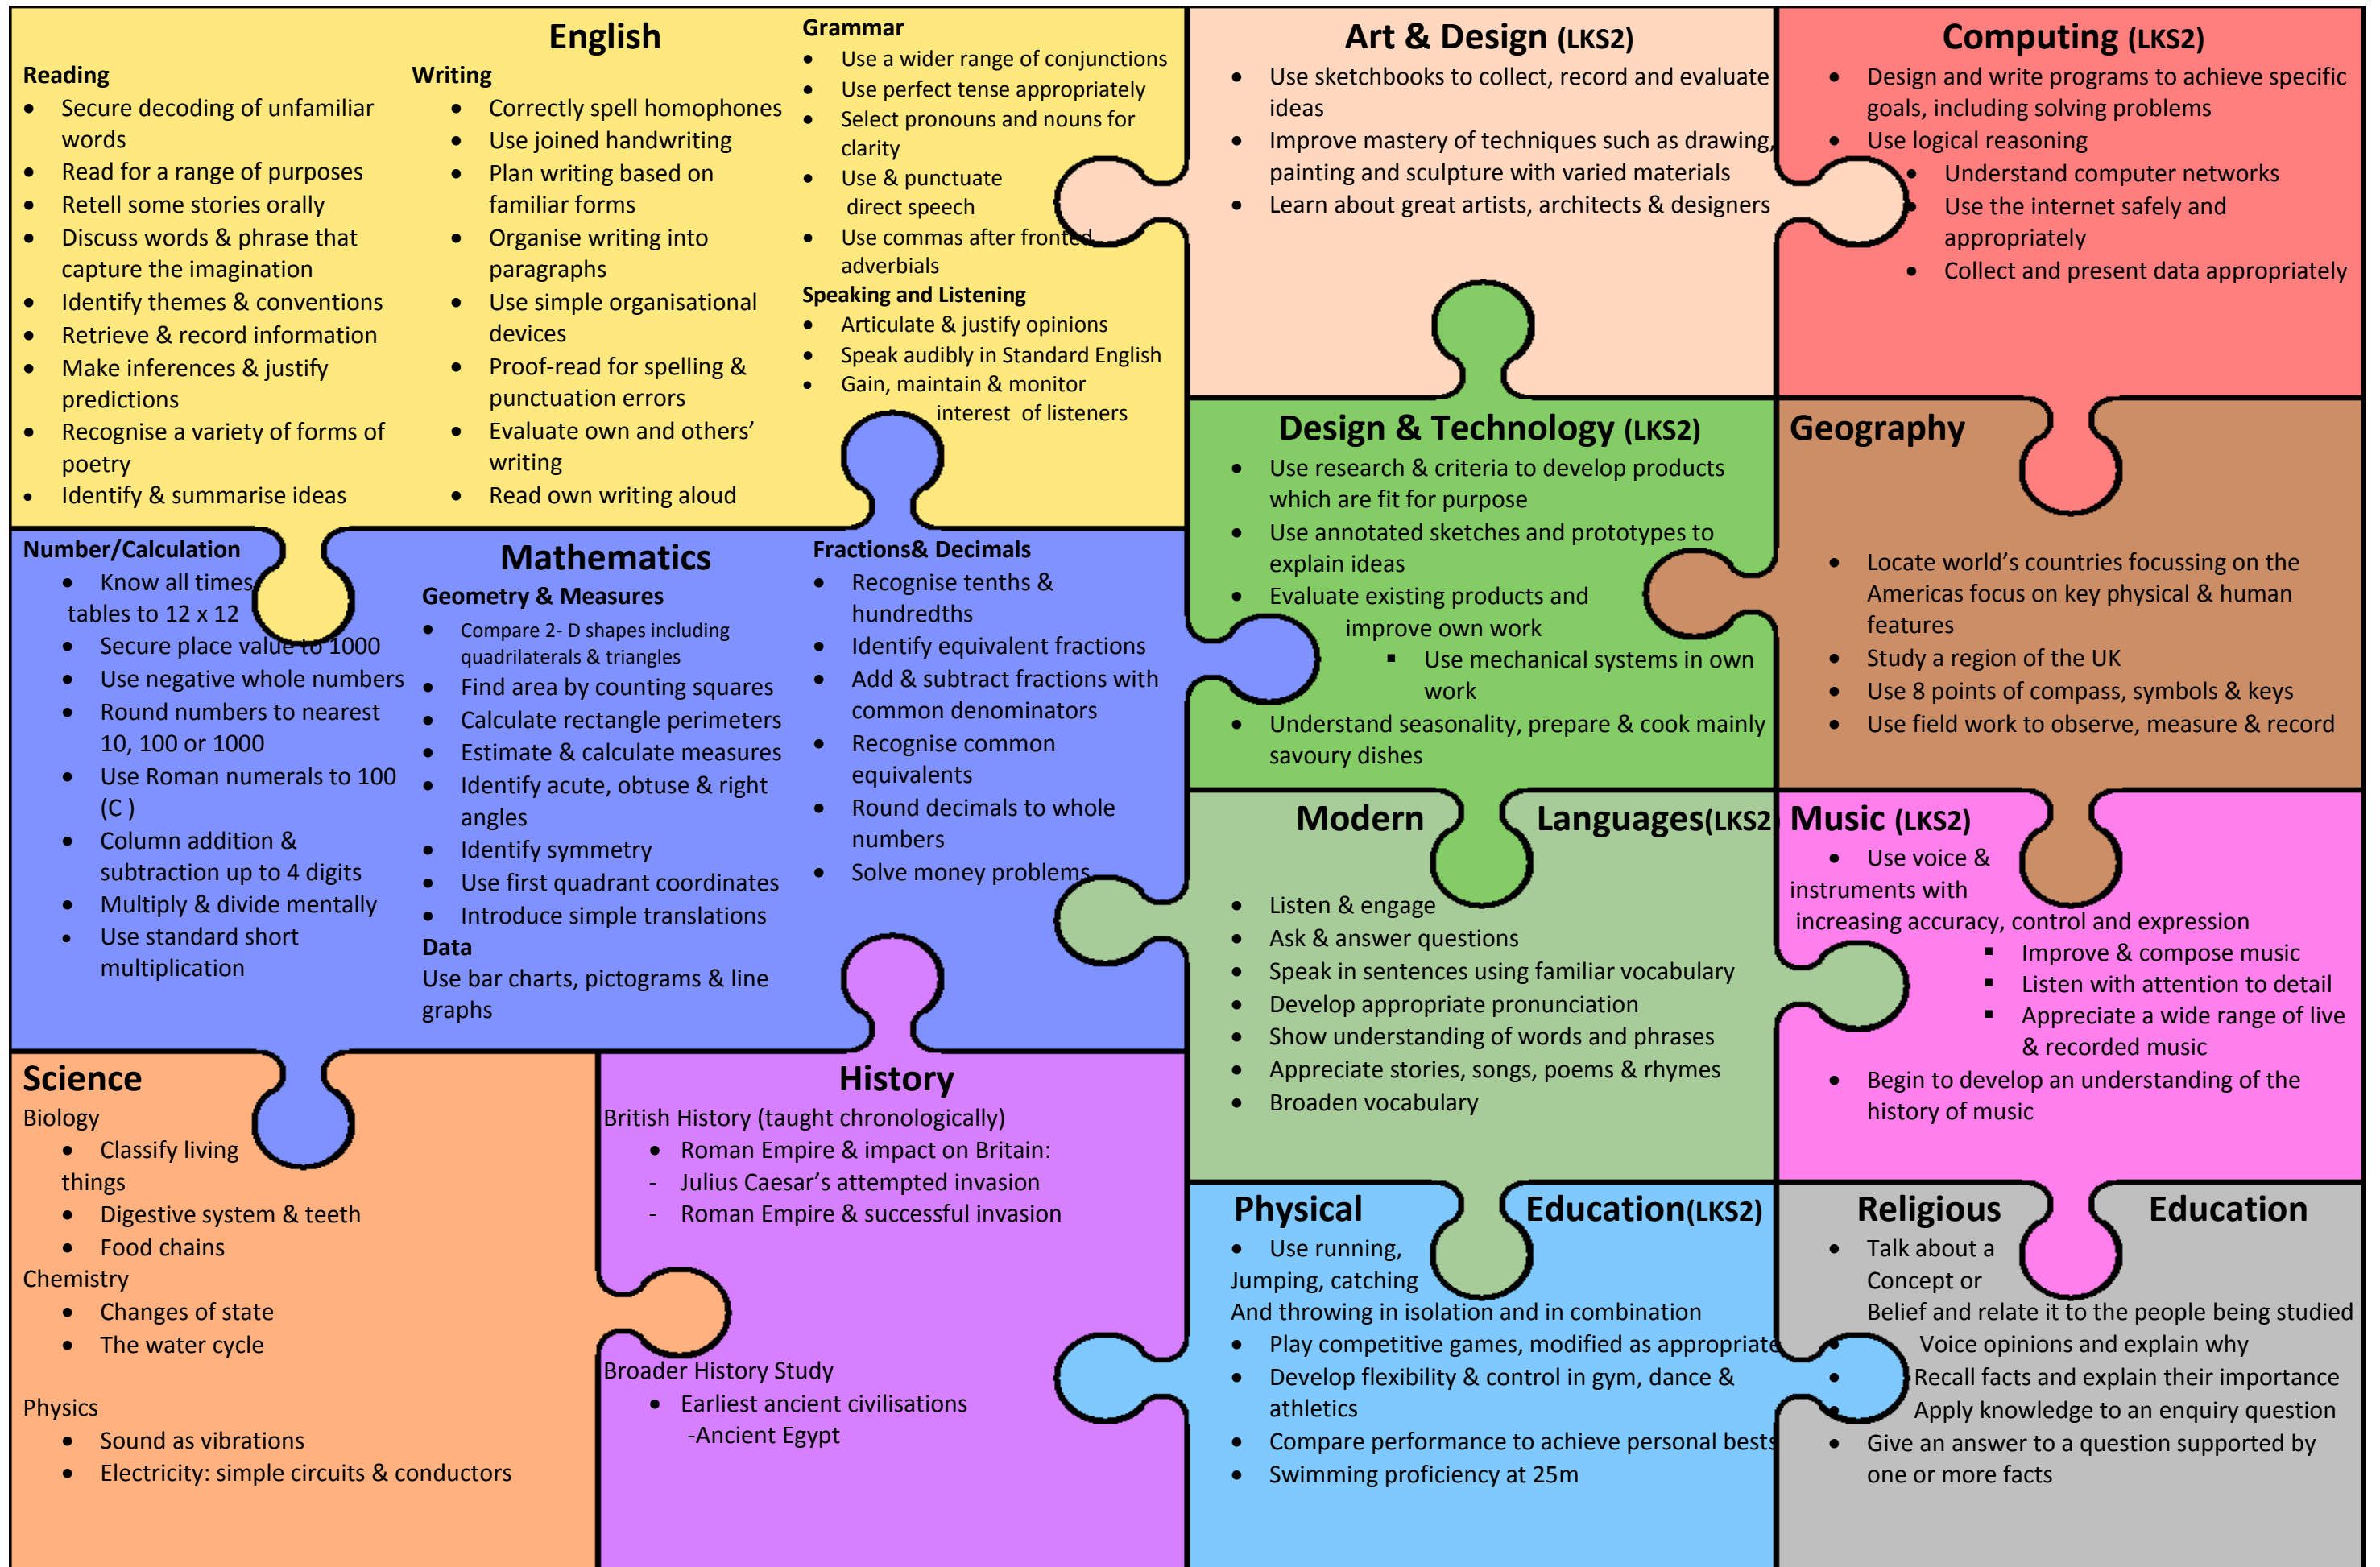 English
Reading
• Secure decoding of unfamiliar
words
• Read for a range of purposes
• Retell some stories orally
• Discuss words & phrase that
capture the imagination
• Identify themes & conventions
• Retrieve & record information
• Make inferences & justify
predictions
• Recognise a variety of forms of
poetry
• Identify & summarise ideas
Writing
• Correctly spell homophones
• Use joined handwriting
• Plan writing based on
familiar forms
• Organise writing into
paragraphs
• Use simple organisational
devices
• Proof-read for spelling &
punctuation errors
• Evaluate own and others’
writing
• Read own writing aloud
Grammar
• Use a wider range of conjunctions
• Use perfect tense appropriately
• Select pronouns and nouns for
clarity
• Use & punctuate
direct speech
• Use commas after fronted
adverbials
Speaking and Listening
• Articulate & justify opinions
• Speak audibly in Standard English
• Gain, maintain & monitor
interest of listeners
Art & Design (LKS2)
• Use sketchbooks to collect, record and evaluate
ideas
• Improve mastery of techniques such as drawing,
painting and sculpture with varied materials
• Learn about great artists, architects & designers
Computing (LKS2)
• Design and write programs to achieve specific
goals, including solving problems
• Use logical reasoning
• Understand computer networks
• Use the internet safely and
appropriately
• Collect and present data appropriately
Mathematics
Number/Calculation
• Know all times
tables to 12 x 12
• Secure place value to 1000
• Use negative whole numbers
• Round numbers to nearest
10, 100 or 1000
• Use Roman numerals to 100
(C )
• Column addition &
subtraction up to 4 digits
• Multiply & divide mentally
• Use standard short
multiplication
Geometry & Measures
• Compare 2- D shapes including
quadrilaterals & triangles
• Find area by counting squares
• Calculate rectangle perimeters
• Estimate & calculate measures
• Identify acute, obtuse & right
angles
• Identify symmetry
• Use first quadrant coordinates
• Introduce simple translations
Data
Use bar charts, pictograms & line
graphs
Fractions& Decimals
• Recognise tenths &
hundredths
• Identify equivalent fractions
• Add & subtract fractions with
common denominators
• Recognise common
equivalents
• Round decimals to whole
numbers
• Solve money problems
Design & Technology (LKS2)
• Use research & criteria to develop products
which are fit for purpose
• Use annotated sketches and prototypes to
explain ideas
• Evaluate existing products and
improve own work
▪ Use mechanical systems in own
work
• Understand seasonality, prepare & cook mainly
savoury dishes
Geography
• Locate world’s countries focussing on the
Americas focus on key physical & human
features
• Study a region of the UK
• Use 8 points of compass, symbols & keys
• Use field work to observe, measure & record
Modern Languages(LKS2)
• Listen & engage
• Ask & answer questions
• Speak in sentences using familiar vocabulary
• Develop appropriate pronunciation
• Show understanding of words and phrases
• Appreciate stories, songs, poems & rhymes
• Broaden vocabulary
Music (LKS2)
• Use voice &
instruments with
increasing accuracy, control and expression
▪ Improve & compose music
▪ Listen with attention to detail
▪ Appreciate a wide range of live
& recorded music
• Begin to develop an understanding of the
history of music
Science
Biology
• Classify living
things
• Digestive system & teeth
• Food chains
Chemistry
• Changes of state
• The water cycle
Physics
• Sound as vibrations
• Electricity: simple circuits & conductors
History
British History (taught chronologically)
• Roman Empire & impact on Britain:
- Julius Caesar’s attempted invasion
- Roman Empire & successful invasion
Broader History Study
• Earliest ancient civilisations
-Ancient Egypt
Physical Education(LKS2)
• Use running,
Jumping, catching
And throwing in isolation and in combination
• Play competitive games, modified as appropriate
• Develop flexibility & control in gym, dance &
athletics
• Compare performance to achieve personal bests
• Swimming proficiency at 25m
Religious Education
• Talk about a
Concept or
Belief and relate it to the people being studied
• Voice opinions and explain why
• Recall facts and explain their importance
• Apply knowledge to an enquiry question
• Give an answer to a question supported by
one or more facts